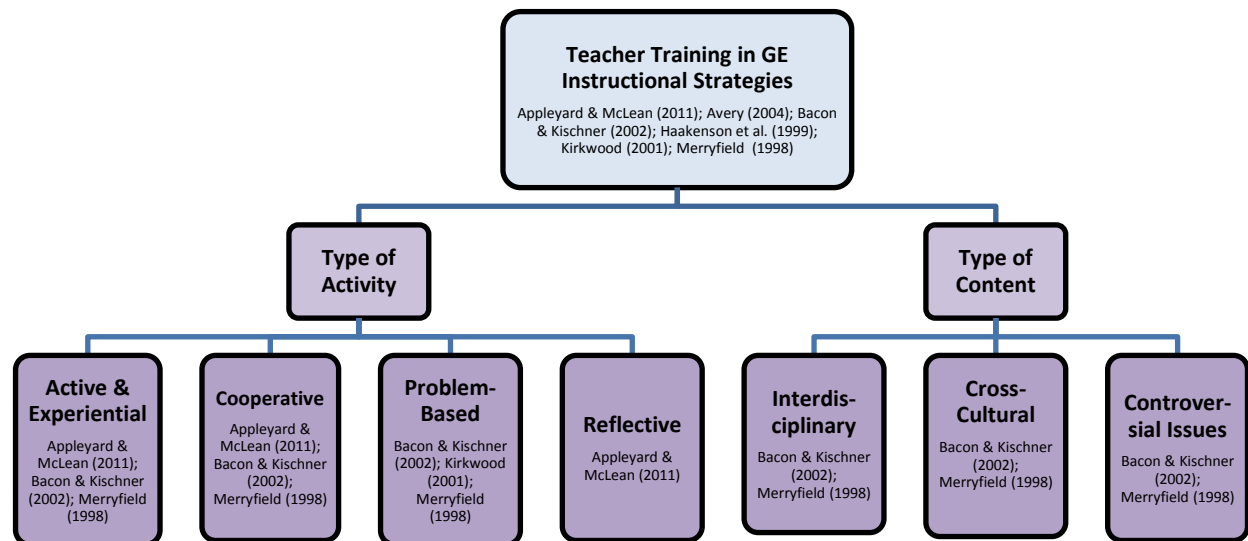 Teacher Training in GE
Instructional Strategies
Appleyard & McLean (2011); Avery (2004); Bacon
& Kischner (2002); Haakenson et al. (1999);
Kirkwood (2001); Merryfield (1998)
Type of
Activity
Type of
Content
Active &
Experiential
Appleyard &
McLean (2011);
Bacon & Kischner
(2002); Merryfield
(1998)
Cooperative
Appleyard &
McLean (2011);
Bacon & Kischner
(2002);
Merryfield (1998)
Problem-
Based
Bacon & Kischner
(2002); Kirkwood
(2001);
Merryfield
(1998)
Reflective
Appleyard &
McLean (2011)
Interdis-
ciplinary
Bacon & Kischner
(2002);
Merryfield (1998)
Cross-
Cultural
Bacon & Kischner
(2002);
Merryfield (1998)
Controver-
sial Issues
Bacon & Kischner
(2002);
Merryfield (1998)